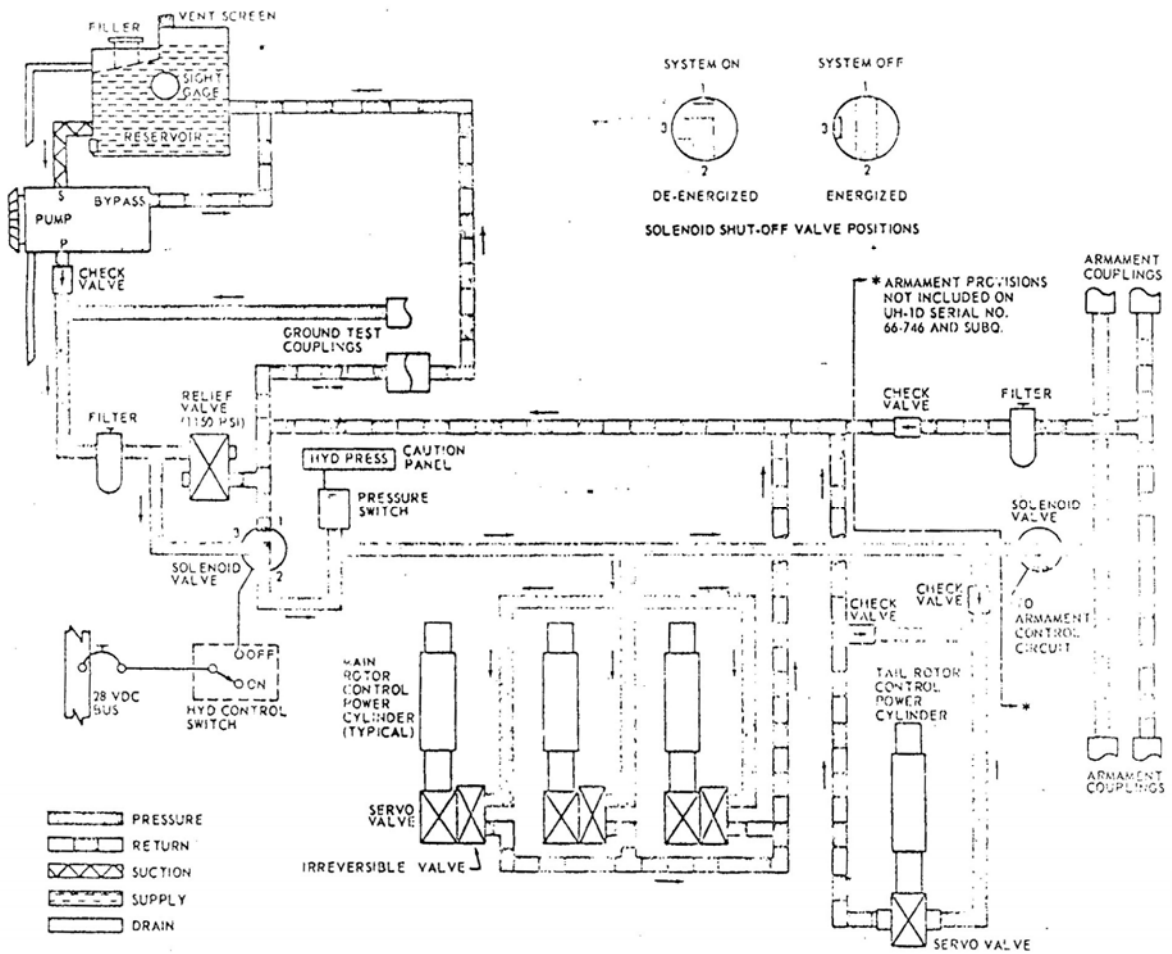 VENT SCREEN
FILLER
SIGHT
GAGE
RESERVOIR
S
BYPASS
PUMP
P
CHECK
VALVE
GROUND TEST
COUPLINGS
SYSTEM ON
1
3
2
DE-ENERGIZED
SYSTEM OFF
1
3
2
ENERGIZED
SOLENOID SHUT-OFF VALVE POSITIONS
* ARMAMENT PROVISIONS
NOT INCLUDED ON
UH-1D SERIAL NO.
66-746 AND SUBQ.
ARMAMENT
COUPLINGS
FILTER
RELIEF
VALVE
(1150 PSI)
HYD PRESS
CAUTION
PANEL
PRESSURE
SWITCH
CHECK
VALVE
FILTER
SOLENOID
VALVE
3
1
2
SOLENOID
VALVE
CHECK
VALVE
CHECK
VALVE
TO
ARMAMENT
CONTROL
CIRCUIT
OFF
ON
28 VDC
BUS
HYD CONTROL
SWITCH
MAIN
ROTOR
CONTROL
POWER
CYLINDER
(TYPICAL)
TAIL ROTOR
CONTROL
POWER
CYLINDER
*
SERVO
VALVE
IRREVERSIBLE VALVE
ARMAMENT
COUPLINGS
SERVO VALVE
PRESSURE
RETURN
SUCTION
SUPPLY
DRAIN